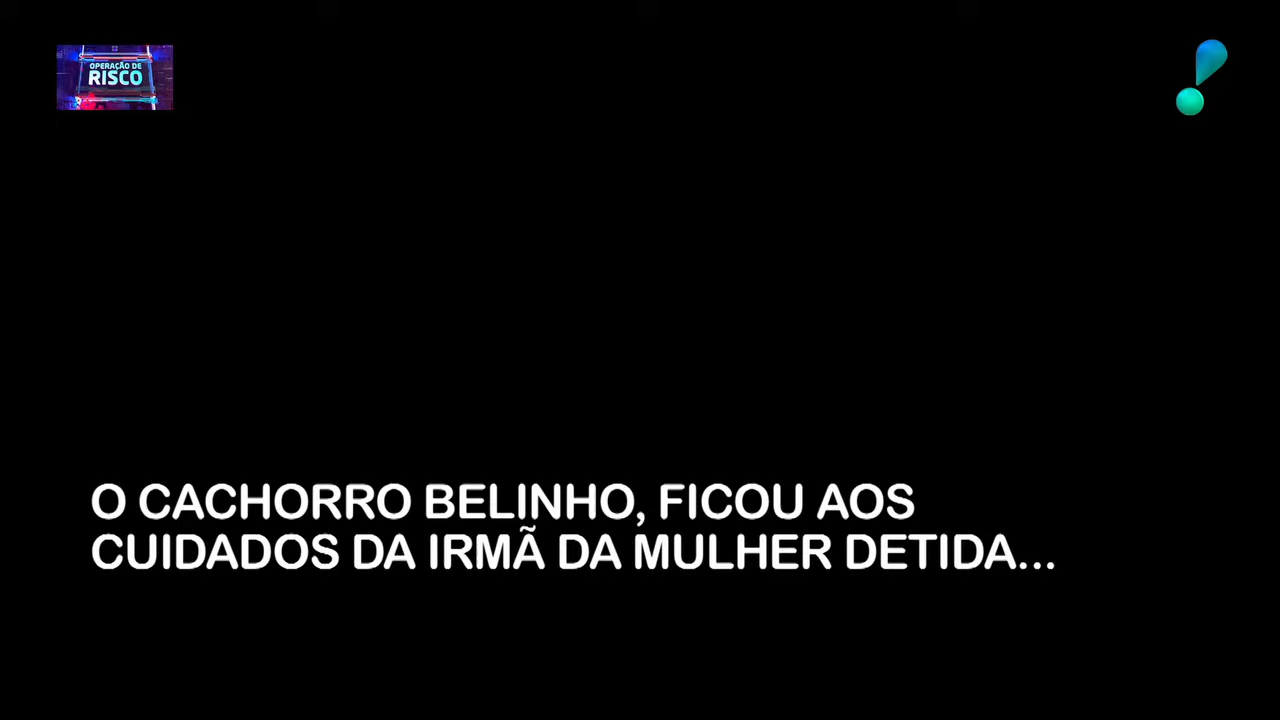 OPERAÇÃO DE
RISCO
O CACHORRO BELINHO, FICOU AOS
CUIDADOS DA IRMÃ DA MULHER DETIDA...